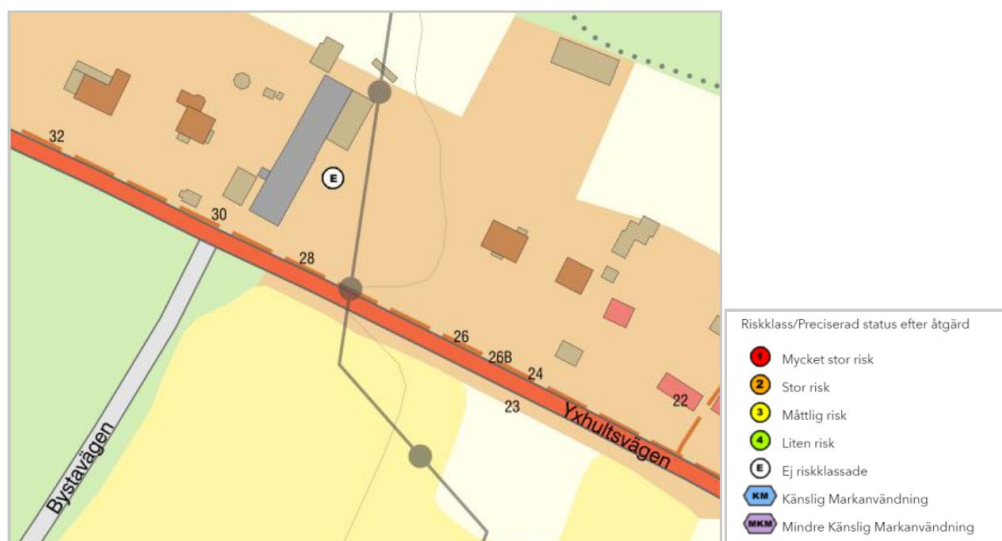 32
30
28
E
26
26B
24
23
22
Yxhultsvägen
Bystavägen
Riskklass/Preciserad status efter åtgärd
1 Mycket stor risk
2 Stor risk
3 Måttlig risk
4 Liten risk
E Ej riskklassade
KM Känslig Markanvändning
MKM Mindre Känslig Markanvändning